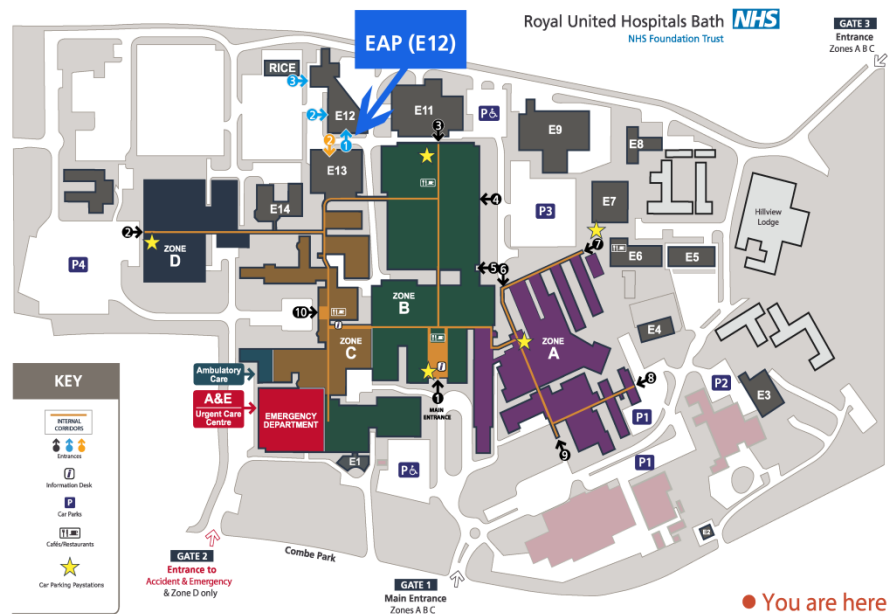 Royal United Hospitals Bath NHS
NHS Foundation Trust
GATE 3
Entrance
Zones A B C
EAP (E12)
RICE
3
2
E12
1
2
E11
3
P
E9
E8
E13
E14
4
P3
E7
7
Hillview
Lodge
2
ZONE
D
P4
5
6
E6
E5
10
ZONE
B
ZONE
C
ZONE
A
E4
Ambulatory
Care
A&E
Urgent Care
Centre
EMERGENCY
DEPARTMENT
1
MAIN
ENTRANCE
8
P1
P2
E3
9
P1
E1
P
E2
KEY
INTERNAL
CORRIDORS
Entrances
i
Information Desk
P
Car Parks
Cafés/Restaurants
Car Parking Paystations
Combe Park
GATE 2
Entrance to
Accident & Emergency
& Zone D only
GATE 1
Main Entrance
Zones A B C
You are here